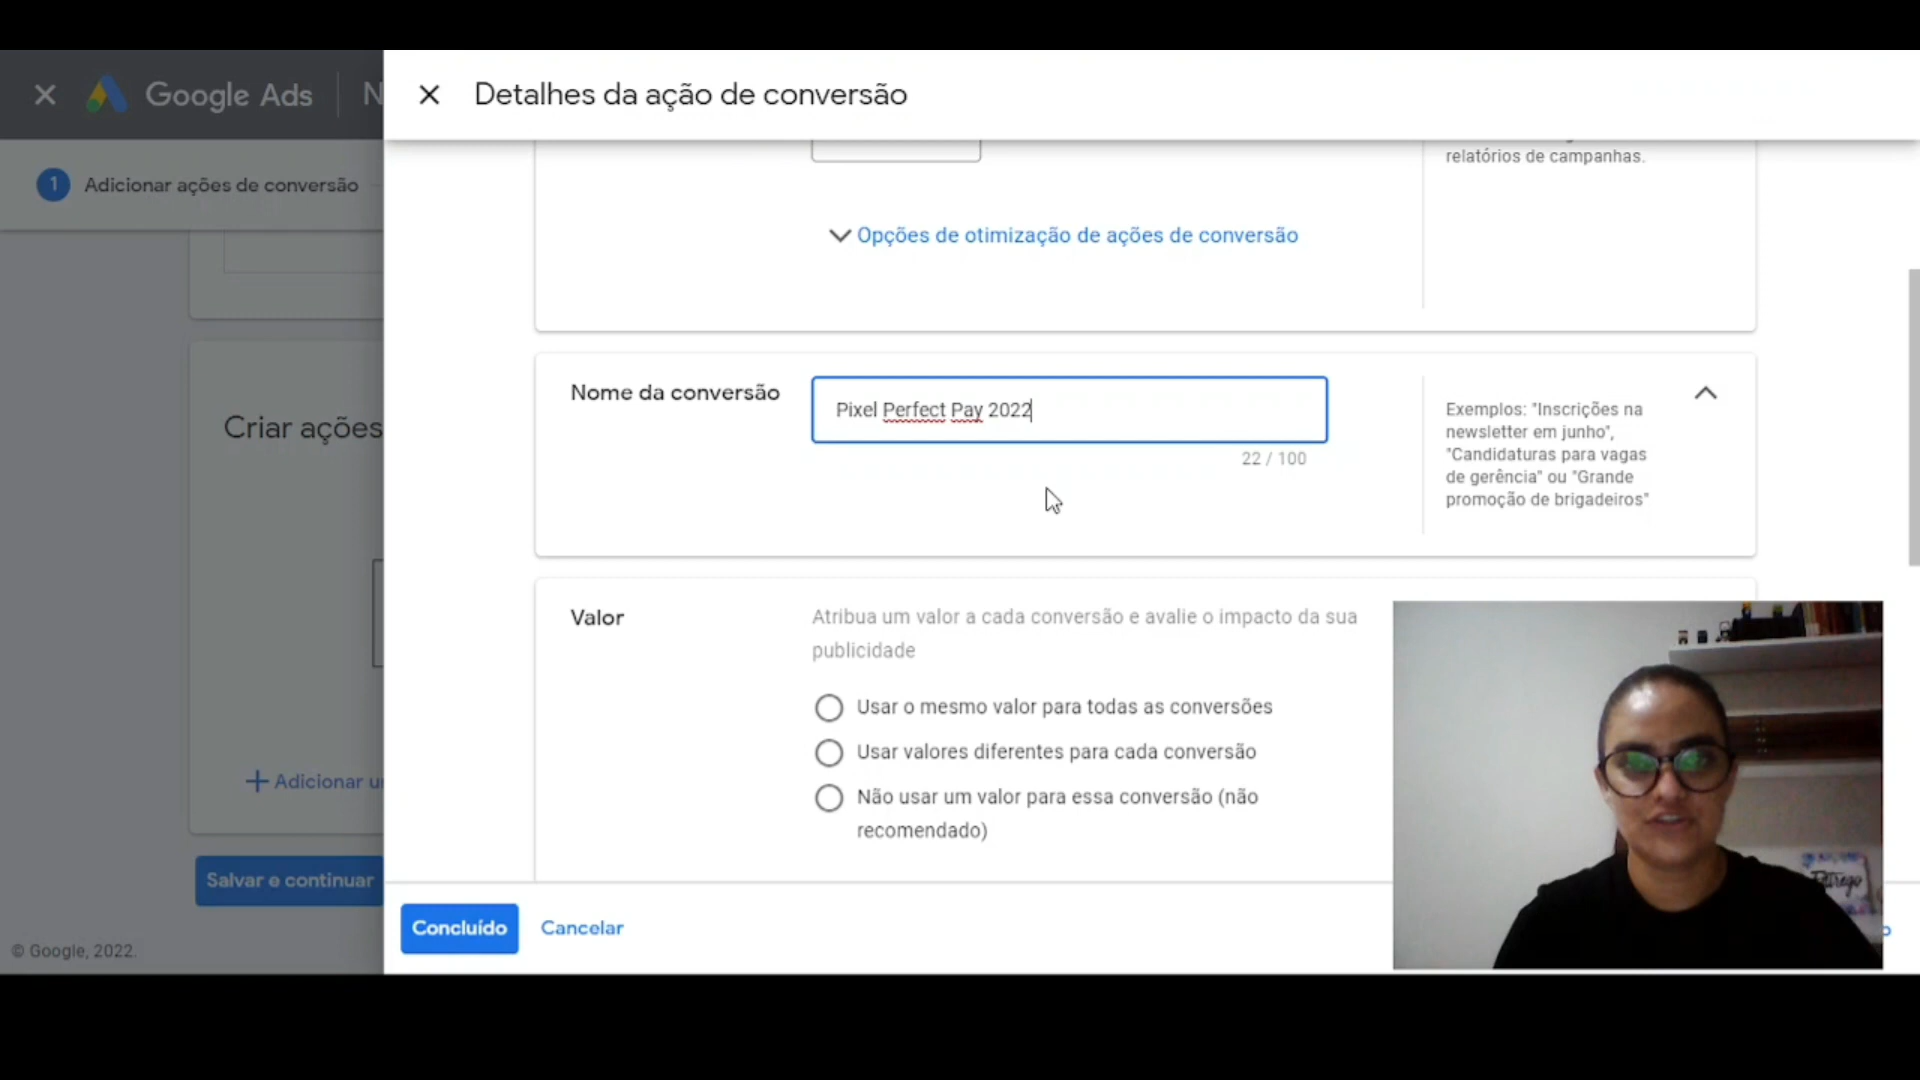 Google Ads
N
Detalhes da ação de conversão
1 Adicionar ações de conversão
relatórios de campanhas.
Opções de otimização de ações de conversão
Criar ações
Nome da conversão
Pixel Perfect Pay 2022
22 / 100
Exemplos: "Inscrições na
newsletter em junho",
"Candidaturas para vagas
de gerência" ou "Grande
promoção de brigadeiros"
Valor
Atribua um valor a cada conversão e avalie o impacto da sua
publicidade
Usar o mesmo valor para todas as conversões
Usar valores diferentes para cada conversão
Não usar um valor para essa conversão (não
recomendado)
+ Adicionar u
Salvar e continuar
Concluído
Cancelar
© Google, 2022.